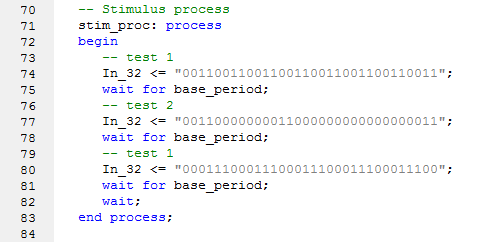 70 -- Stimulus process
71 stim_proc: process
72 begin
73 -- test 1
74 In_32 <= "00110011001100110011001100110011";
75 wait for base_period;
76 -- test 2
77 In_32 <= "00110000000011000000000000000011";
78 wait for base_period;
79 -- test 1
80 In_32 <= "00011100011100011100011100011100";
81 wait for base_period;
82 wait;
83 end process;
84